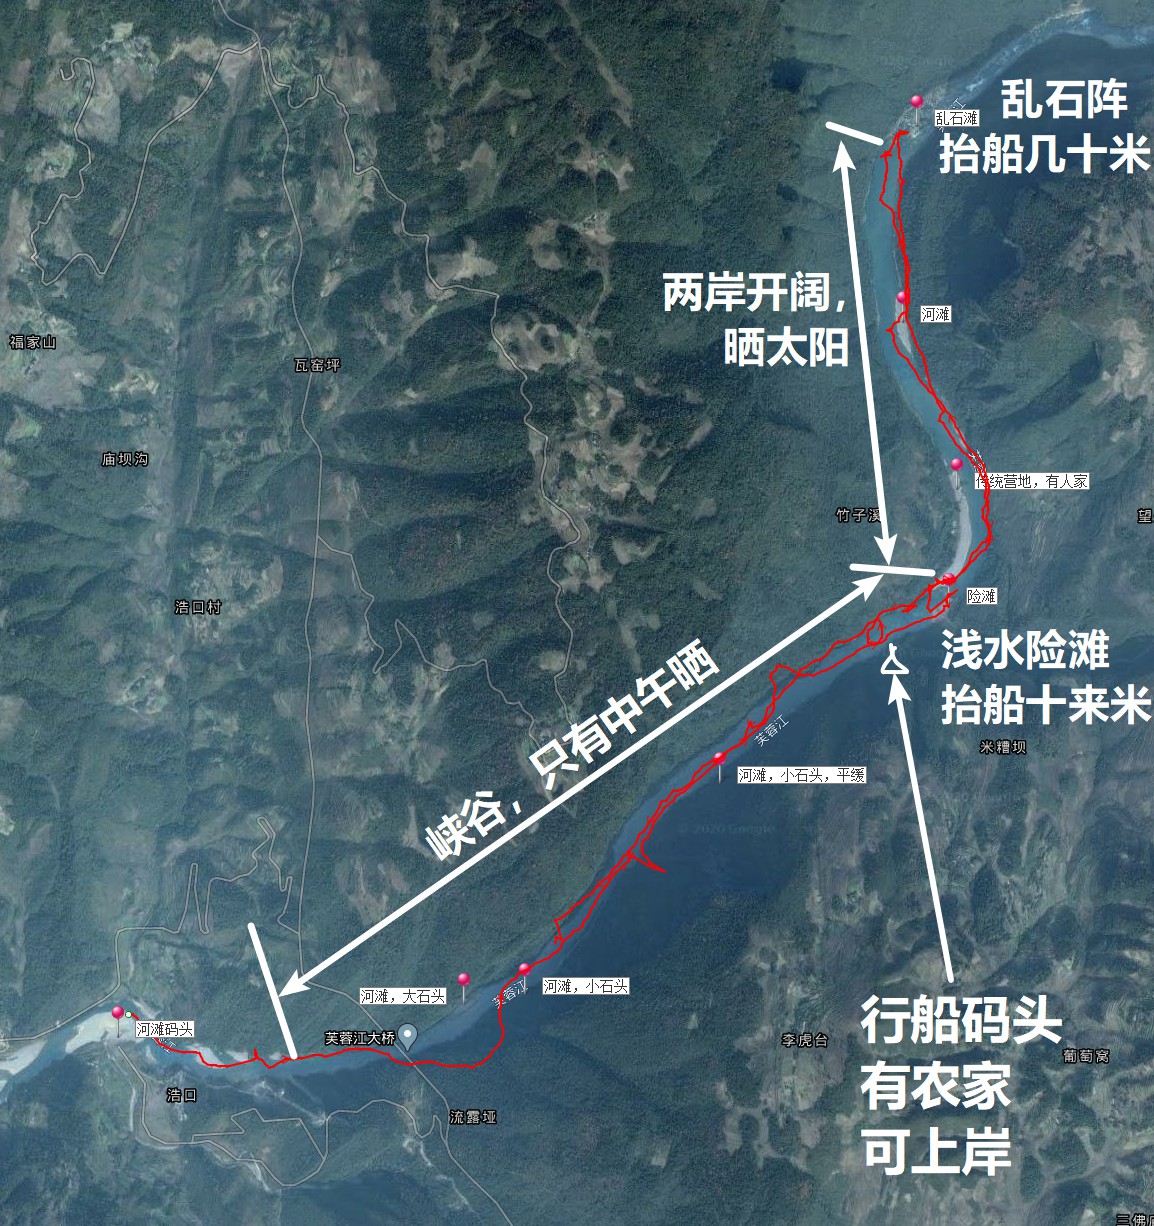 乱石滩
乱石阵
抬船几十米
两岸开阔，
晒太阳
河滩
福家山
瓦窑坪
庙坝沟
传统营地，有人家
竹子溪
望
浩口村
险滩
浅水险滩
抬船十来米
峡谷，只有中午晒
芙蓉江
米糟坝
河滩，小石头，平缓
© 2020 Google
河滩，大石头
河滩，小石头
芙蓉江
河滩码头
芙蓉江大桥
行船码头
有农家
可上岸
李虎台
葡萄窝
浩口
流露垭